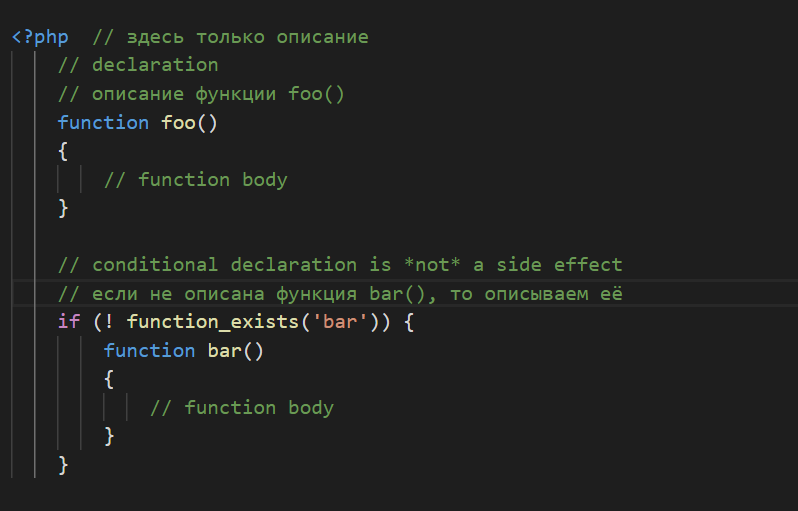 <?php  // здесь только описание
// declaration
// описание функции foo()
function foo()
{
// function body
}
// conditional declaration is *not* a side effect
// если не описана функция bar(), то описываем её
if (! function_exists('bar')) {
function bar()
{
// function body
}
}